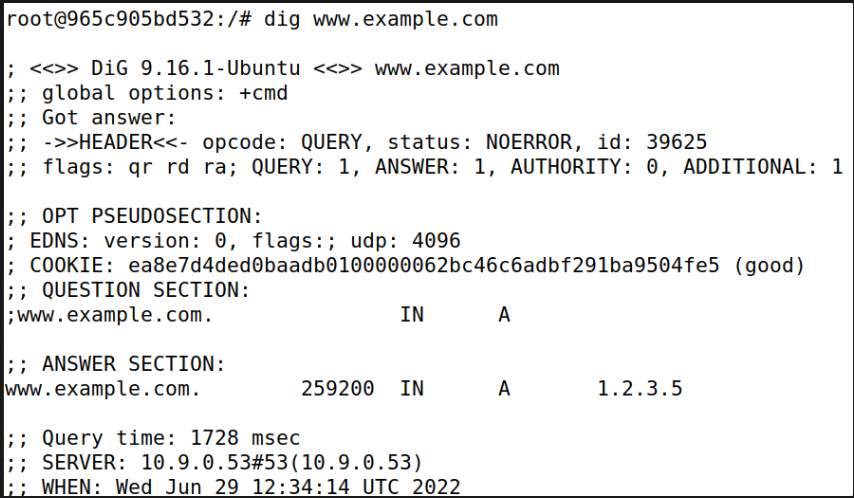 root@965c905bd532:/# dig www.example.com
; <<>> DiG 9.16.1-Ubuntu <<>> www.example.com
;; global options: +cmd
;; Got answer:
;; ->>HEADER<<- opcode: QUERY, status: NOERROR, id: 39625
;; flags: qr rd ra; QUERY: 1, ANSWER: 1, AUTHORITY: 0, ADDITIONAL: 1
;; OPT PSEUDOSECTION:
; EDNS: version: 0, flags:; udp: 4096
; COOKIE: ea8e7d4ded0baadb0100000062bc46c6adbf291ba9504fe5 (good)
;; QUESTION SECTION:
;www.example.com. IN A
;; ANSWER SECTION:
www.example.com. 259200 IN A 1.2.3.5
;; Query time: 1728 msec
;; SERVER: 10.9.0.53#53(10.9.0.53)
;; WHEN: Wed Jun 29 12:34:14 UTC 2022